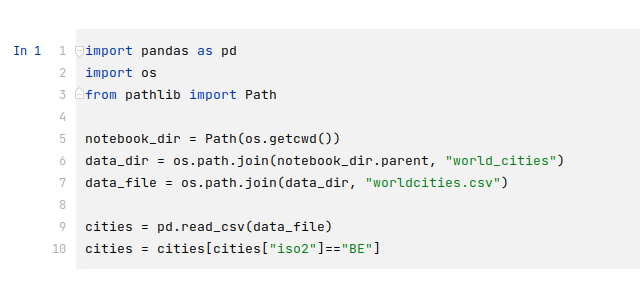 In 1 1 import pandas as pd
2 import os
3 from pathlib import Path
4
5 notebook_dir = Path(os.getcwd())
6 data_dir = os.path.join(notebook_dir.parent, "world_cities")
7 data_file = os.path.join(data_dir, "worldcities.csv")
8
9 cities = pd.read_csv(data_file)
10 cities = cities[cities["iso2"]=="BE"]